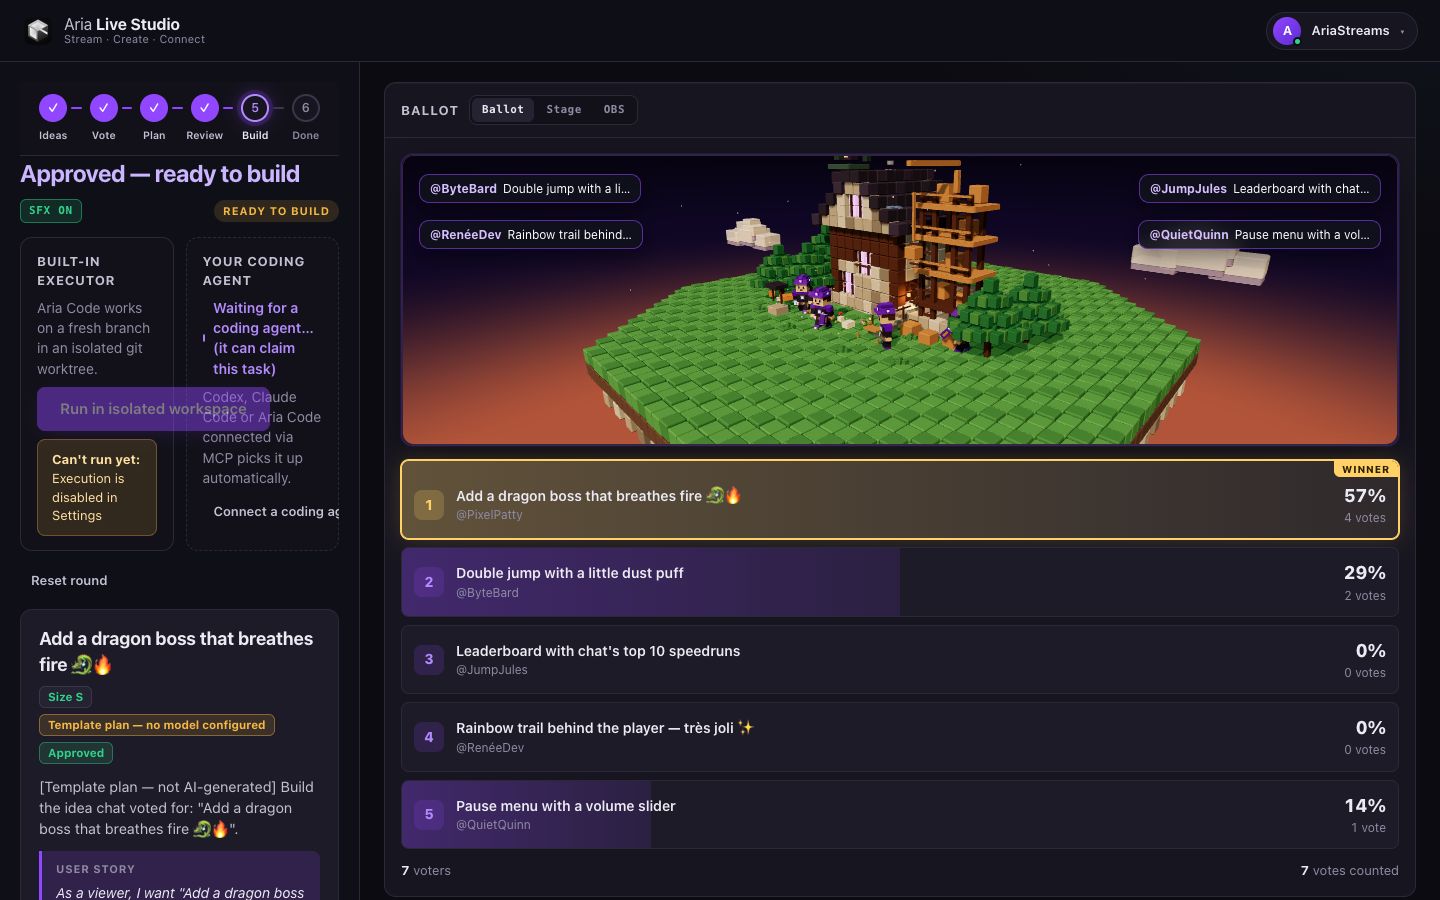 Aria Live Studio
Stream · Create · Connect
A AriaStreams
Ideas Vote Plan Review 5 Build 6 Done
Approved — ready to build
SFX ON
READY TO BUILD
BUILT-IN
EXECUTOR
Aria Code works
on a fresh branch
in an isolated git
worktree.
Run in isolated workspace
Can't run yet:
Execution is
disabled in
Settings
YOUR CODING
AGENT
Waiting for a
coding agent...
(it can claim
this task)
Codex, Claude
Code or Aria Code
connected via
MCP picks it up
automatically.
Connect a coding ag
Reset round
Add a dragon boss that breathes
fire 🐉🔥
Size S
Template plan — no model configured
Approved
[Template plan — not AI-generated] Build
the idea chat voted for: "Add a dragon
boss that breathes fire 🐉🔥".
USER STORY
As a viewer, I want "Add a dragon boss
BALLOT
Ballot Stage OBS
@ByteBard Double jump with a li...
@RenéeDev Rainbow trail behind...
@JumpJules Leaderboard with chat...
@QuietQuinn Pause menu with a vol...
WINNER
1 Add a dragon boss that breathes fire 🐉🔥 57%
@PixelPatty 4 votes
2 Double jump with a little dust puff 29%
@ByteBard 2 votes
3 Leaderboard with chat's top 10 speedruns 0%
@JumpJules 0 votes
4 Rainbow trail behind the player — très joli ✨ 0%
@RenéeDev 0 votes
5 Pause menu with a volume slider 14%
@QuietQuinn 1 vote
7 voters
7 votes counted